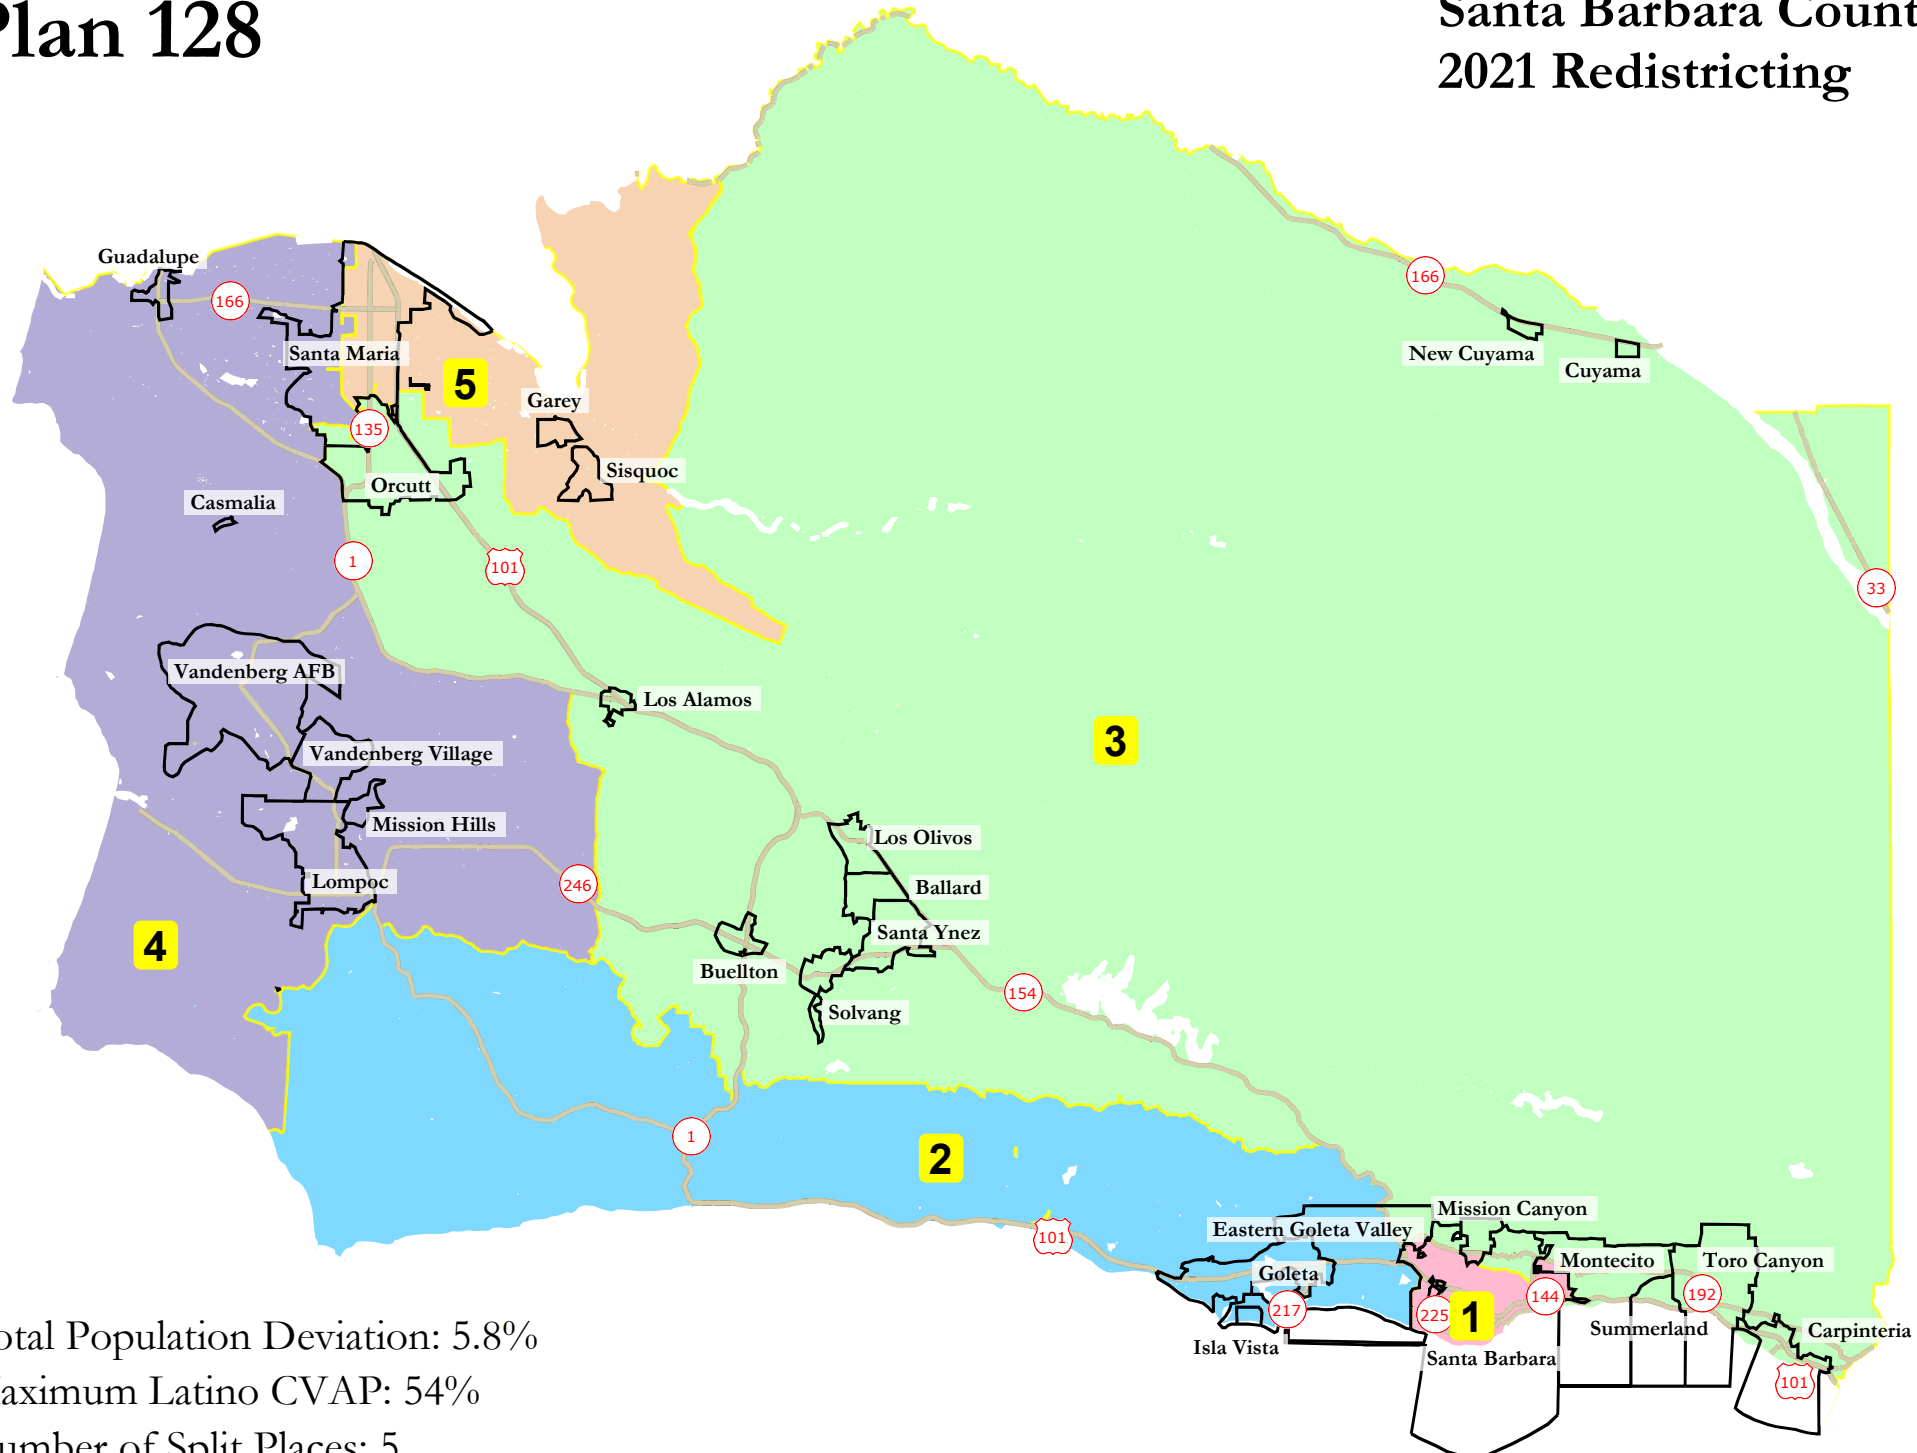 Plan 128
Santa Barbara Count
2021 Redistricting
Guadalupe
166
Santa Maria
5
Garey
Sisquoc
135
Orcutt
Casmalia
1
101
166
New Cuyama
Cuyama
33
Vandenberg AFB
Los Alamos
Vandenberg Village
3
Mission Hills
Los Olivos
Lompoc
246
Ballard
Santa Ynez
4
Buellton
154
Solvang
1
2
101
Mission Canyon
Eastern Goleta Valley
Montecito
Toro Canyon
Goleta
217
225
1
144
192
Summerland
Carpinteria
Isla Vista
Santa Barbara
101
otal Population Deviation: 5.8%
Maximum Latino CVAP: 54%
umber of Split Places: 5